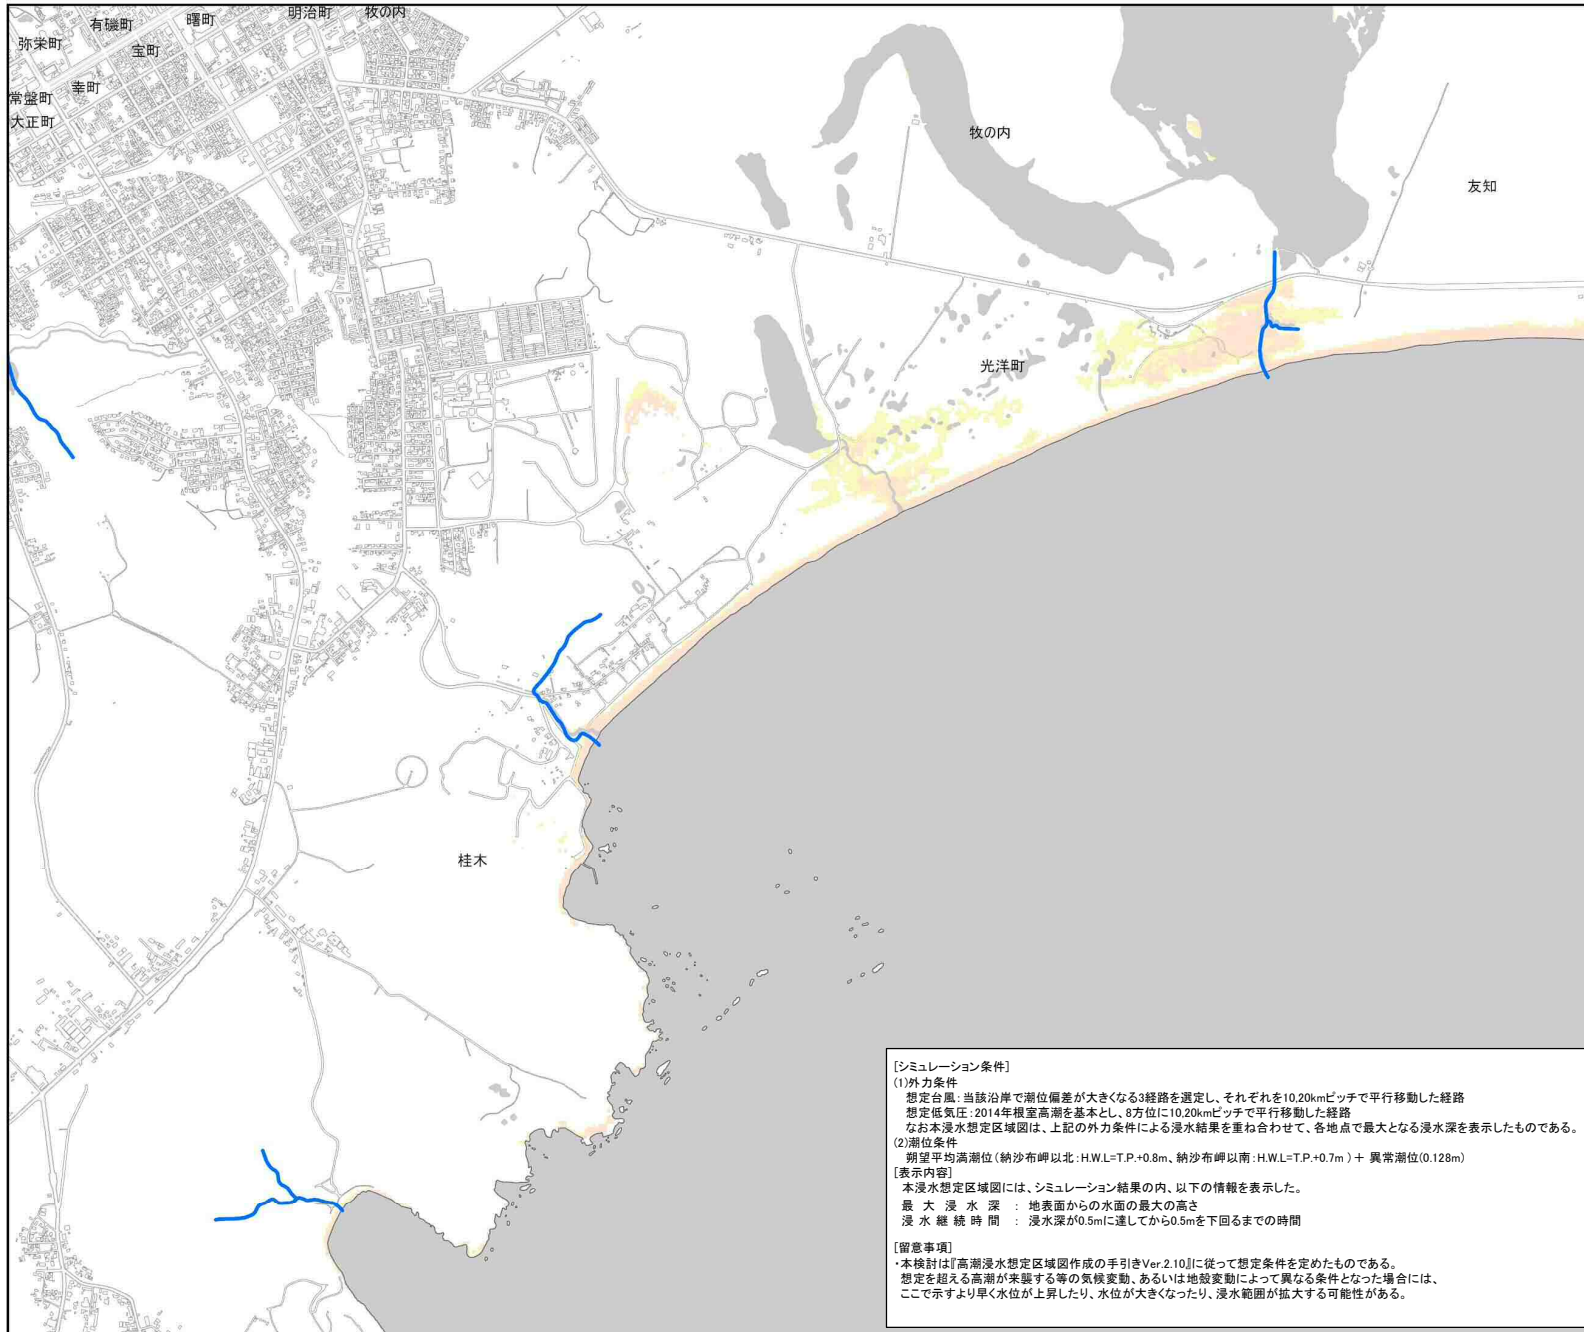 有磯町
曙町
明治町
牧の内
弥栄町
宝町
幸町
常盤町
大正町
牧の内
友知
光洋町
桂木
[シミュレーション条件]
(1)外力条件
想定台風：当該沿岸で潮位偏差が大きくなる3経路を選定し、それぞれを10,20kmピッチで平行移動した経路
想定低気圧：2014年根室高潮を基本とし、8方位に10,20kmピッチで平行移動した経路
なお本浸水想定区域図は、上記の外力条件による浸水結果を重ね合わせて、各地点で最大となる浸水深を表示したものである。
(2)潮位条件
朔望平均満潮位（納沙布岬以北：H.W.L=T.P.+0.8m、納沙布岬以南：H.W.L=T.P.+0.7m ）＋ 異常潮位(0.128m)
[表示内容]
本浸水想定区域図には、シミュレーション結果の内、以下の情報を表示した。
最 大 浸 水 深 ： 地表面からの水面の最大の高さ
浸 水 継 続 時 間 ： 浸水深が0.5mに達してから0.5mを下回るまでの時間
[留意事項]
・本検討は『高潮浸水想定区域図作成の手引きVer.2.10』に従って想定条件を定めたものである。
想定を超える高潮が来襲する等の気候変動、あるいは地殻変動によって異なる条件となった場合には、
ここで示すより早く水位が上昇したり、水位が大きくなったり、浸水範囲が拡大する可能性がある。